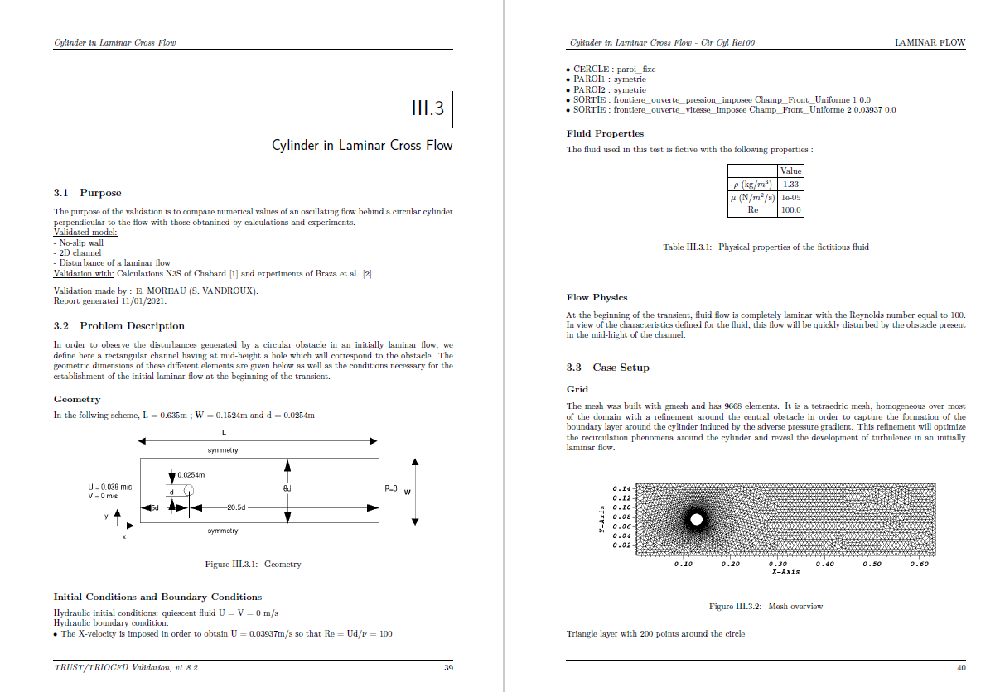 Cylinder in Laminar Cross Flow
III.3
Cylinder in Laminar Cross Flow
3.1 Purpose
The purpose of the validation is to compare numerical values of an oscillating flow behind a circular cylinder
perpendicular to the flow with those obtanined by calculations and experiments.
Validated model:
- No-slip wall
- 2D channel
- Disturbance of a laminar flow
Validation with: Calculations N3S of Chabard [1] and experiments of Braza et al. [2]
Validation made by : E. MOREAU (S. VANDROUX).
Report generated 11/01/2021.
3.2 Problem Description
In order to observe the disturbances generated by a circular obstacle in an initially laminar flow, we
define here a rectangular channel having at mid-height a hole which will correspond to the obstacle. The
geometric dimensions of these different elements are given below as well as the conditions necessary for the
establishment of the initial laminar flow at the beginning of the transient.
Geometry
In the follwing scheme, L = 0.635m ; W = 0.1524m and d = 0.0254m
L
symmetry
0.0254m
U = 0.039 m/s
V = 0 m/s
d
6d
P=0
W
5d
20.5d
y
x
symmetry
Figure III.3.1: Geometry
Initial Conditions and Boundary Conditions
Hydraulic initial conditions: quiescent fluid U = V = 0 m/s
Hydraulic boundary condition:
• The X-velocity is imposed in order to obtain U = 0.03937m/s so that Re = Ud/ν = 100
TRUST/TRIOCFD Validation, v1.8.2 39
Cylinder in Laminar Cross Flow - Cir Cyl Re100 LAMINAR FLOW
• CERCLE : paroi_fixe
• PAROI1 : symetrie
• PAROI2 : symetrie
• SORTIE : frontiere_ouverte_pression_imposee Champ_Front_Uniforme 1 0.0
• SORTIE : frontiere_ouverte_vitesse_imposee Champ_Front_Uniforme 2 0.03937 0.0
Fluid Properties
The fluid used in this test is fictive with the following properties :
Value
ρ (kg/m³) 1.33
μ (N/m²/s) 1e-05
Re 100.0
Table III.3.1: Physical properties of the fictitious fluid
Flow Physics
At the beginning of the transient, fluid flow is completely laminar with the Reynolds number equal to 100.
In view of the characteristics defined for the fluid, this flow will be quickly disturbed by the obstacle present
in the mid-hight of the channel.
3.3 Case Setup
Grid
The mesh was built with gmesh and has 9668 elements. It is a tetraedric mesh, homogeneous over most
of the domain with a refinement around the central obstacle in order to capture the formation of the
boundary layer around the cylinder induced by the adverse pressure gradient. This refinement will optimize
the recirculation phenomena around the cylinder and reveal the development of turbulence in an initially
laminar flow.
Y-Axis
0.14
0.12
0.10
0.08
0.06
0.04
0.02
0.10 0.20 0.30 0.40 0.50 0.60
X-Axis
Figure III.3.2: Mesh overview
Triangle layer with 200 points around the circle
40